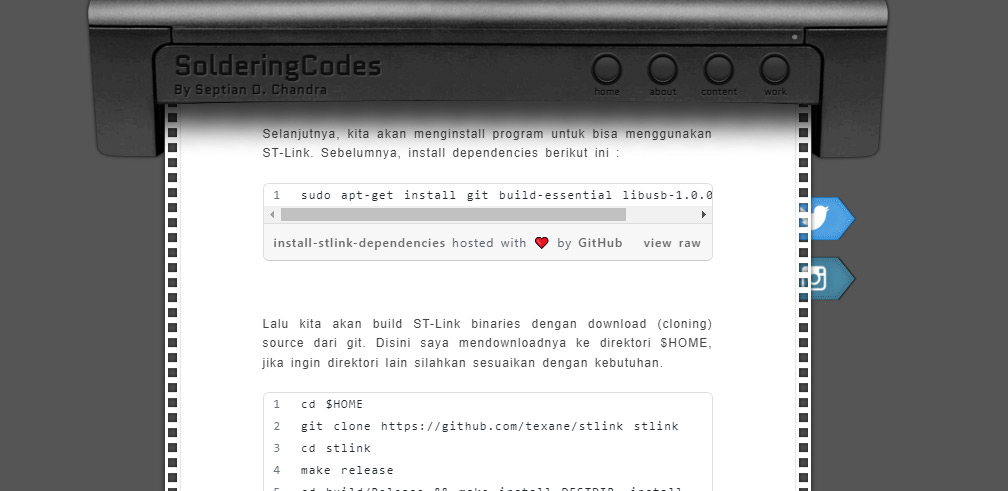 SolderingCodes
By Septian D. Chandra
home about content work
Selanjutnya, kita akan menginstall program untuk bisa menggunakan
ST-Link. Sebelumnya, install dependencies berikut ini :
1 sudo apt-get install git build-essential libusb-1.0.0
install-stlink-dependencies hosted with ❤ by GitHub view raw
Lalu kita akan build ST-Link binaries dengan download (cloning)
source dari git. Disini saya mendownloadnya ke direktori $HOME,
jika ingin direktori lain silahkan sesuaikan dengan kebutuhan.
1 cd $HOME
2 git clone https://github.com/texane/stlink stlink
3 cd stlink
4 make release